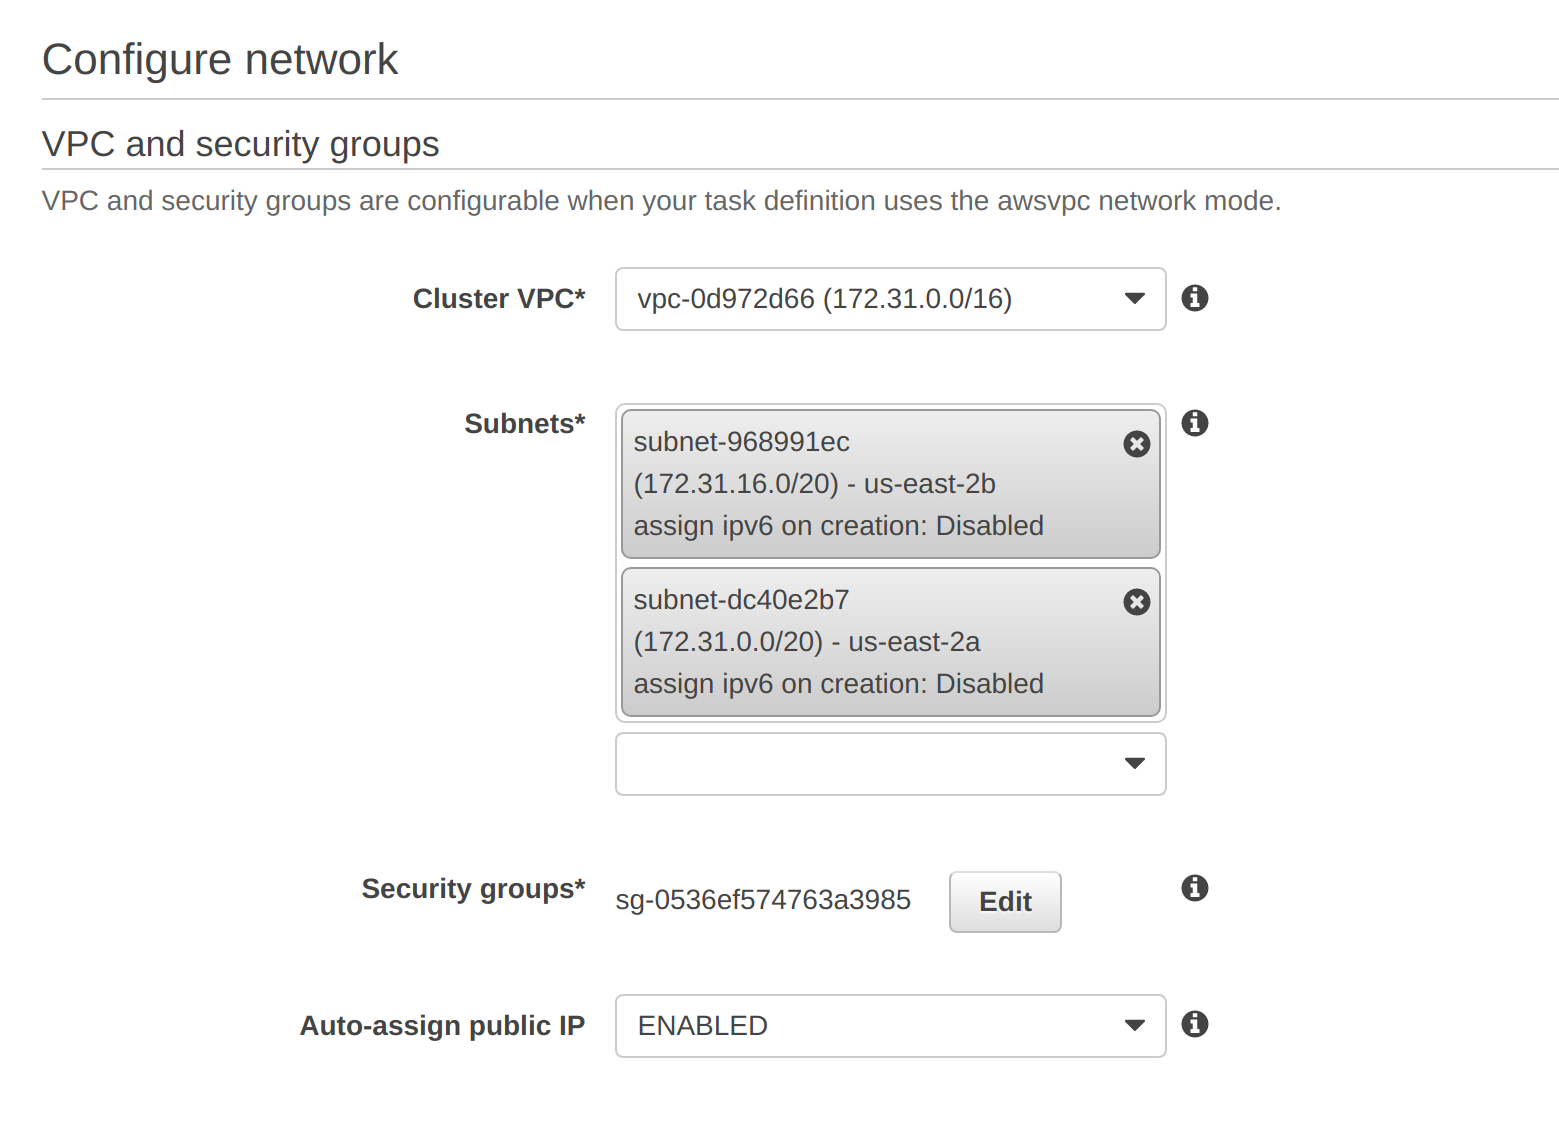 Configure network
VPC and security groups
VPC and security groups are configurable when your task definition uses the awsvpc network mode.
Cluster VPC*
vpc-0d972d66 (172.31.0.0/16)
Subnets*
subnet-968991ec
(172.31.16.0/20) - us-east-2b
assign ipv6 on creation: Disabled
subnet-dc40e2b7
(172.31.0.0/20) - us-east-2a
assign ipv6 on creation: Disabled
Security groups*
sg-0536ef574763a3985
Edit
Auto-assign public IP
ENABLED